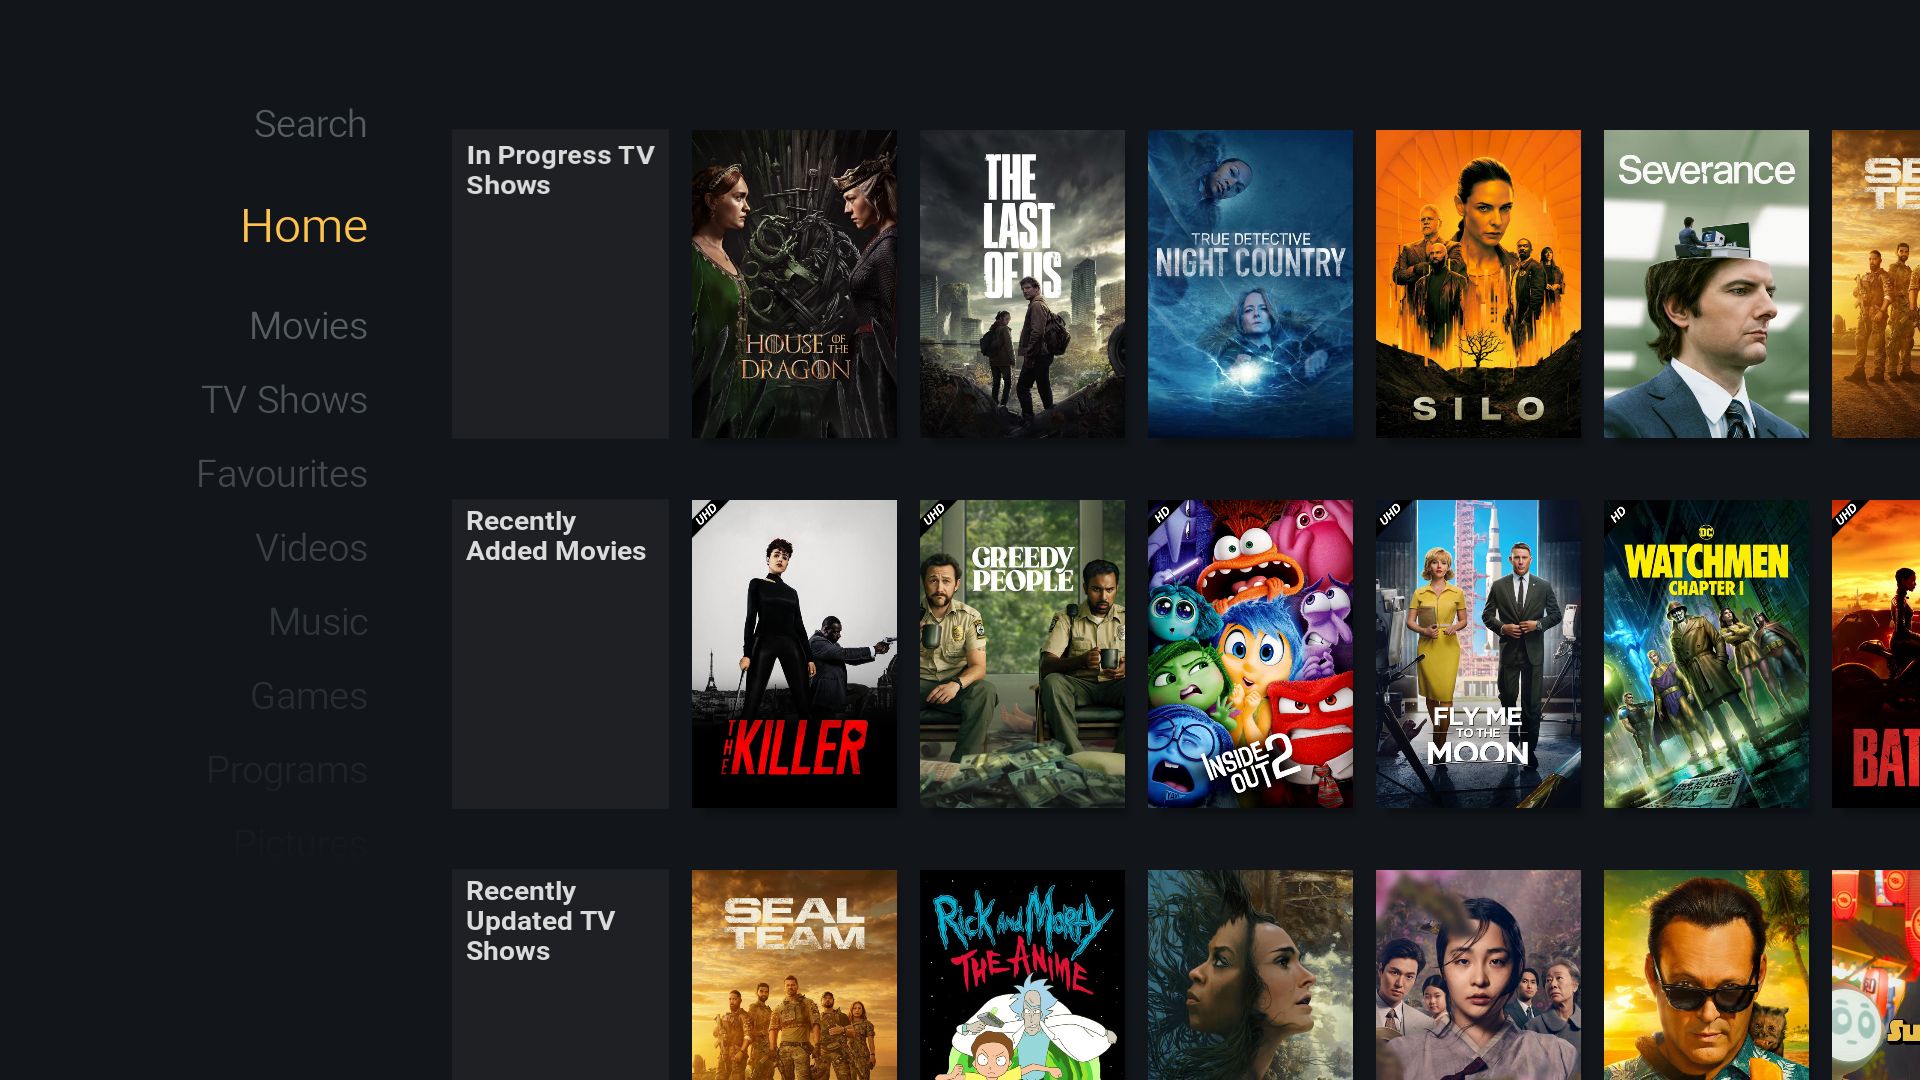 Search
Home
Movies
TV Shows
Favourites
Videos
Music
Games
Programs
Pictures
In Progress TV
Shows
HOUSE OF THE
DRAGON
THE
LAST
OF US
TRUE DETECTIVE
NIGHT COUNTRY
SILO
Severance
SE
TE
Recently
Added Movies
UHD
THE KILLER
UHD
GREEDY
PEOPLE
HD
INSIDE
OUT 2
UHD
FLY ME
TO THE
MOON
HD
DC
WATCHMEN
CHAPTER I
UHD
BAT
Recently
Updated TV
Shows
SEAL
TEAM
RICK AND MORTY
THE ANIME
SU